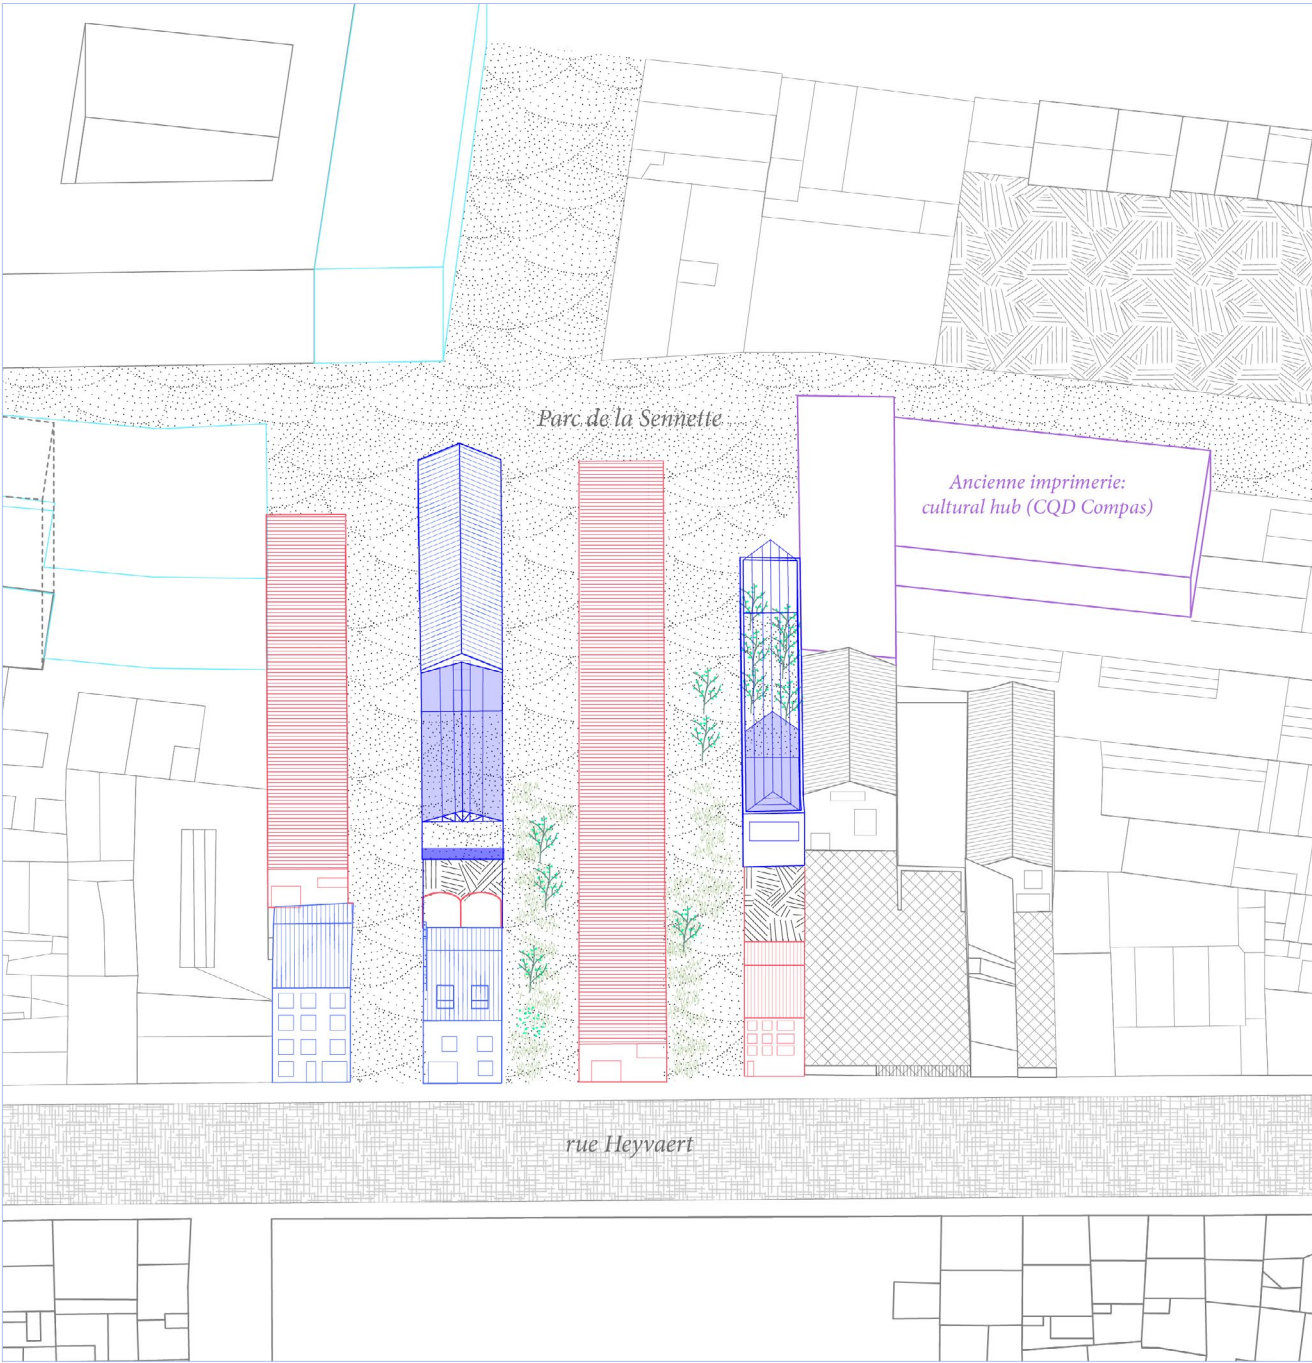 Parc de la Sennette
Ancienne imprimerie:
cultural hub (CQD Compas)
rue Heyvaert